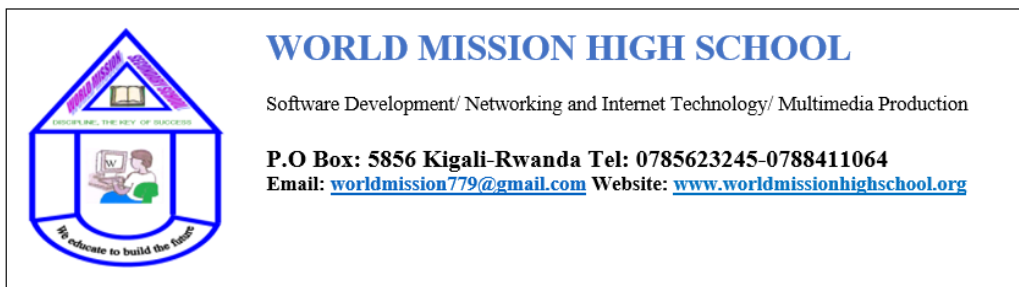 WORLD MISSION
SECONDARY SCHOOL
DISCIPLINE, THE KEY OF SUCCESS
W
We educate to build the future
WORLD MISSION HIGH SCHOOL
Software Development/ Networking and Internet Technology/ Multimedia Production
P.O Box: 5856 Kigali-Rwanda Tel: 0785623245-0788411064
Email: worldmission779@gmail.com Website: www.worldmissionhighschool.org